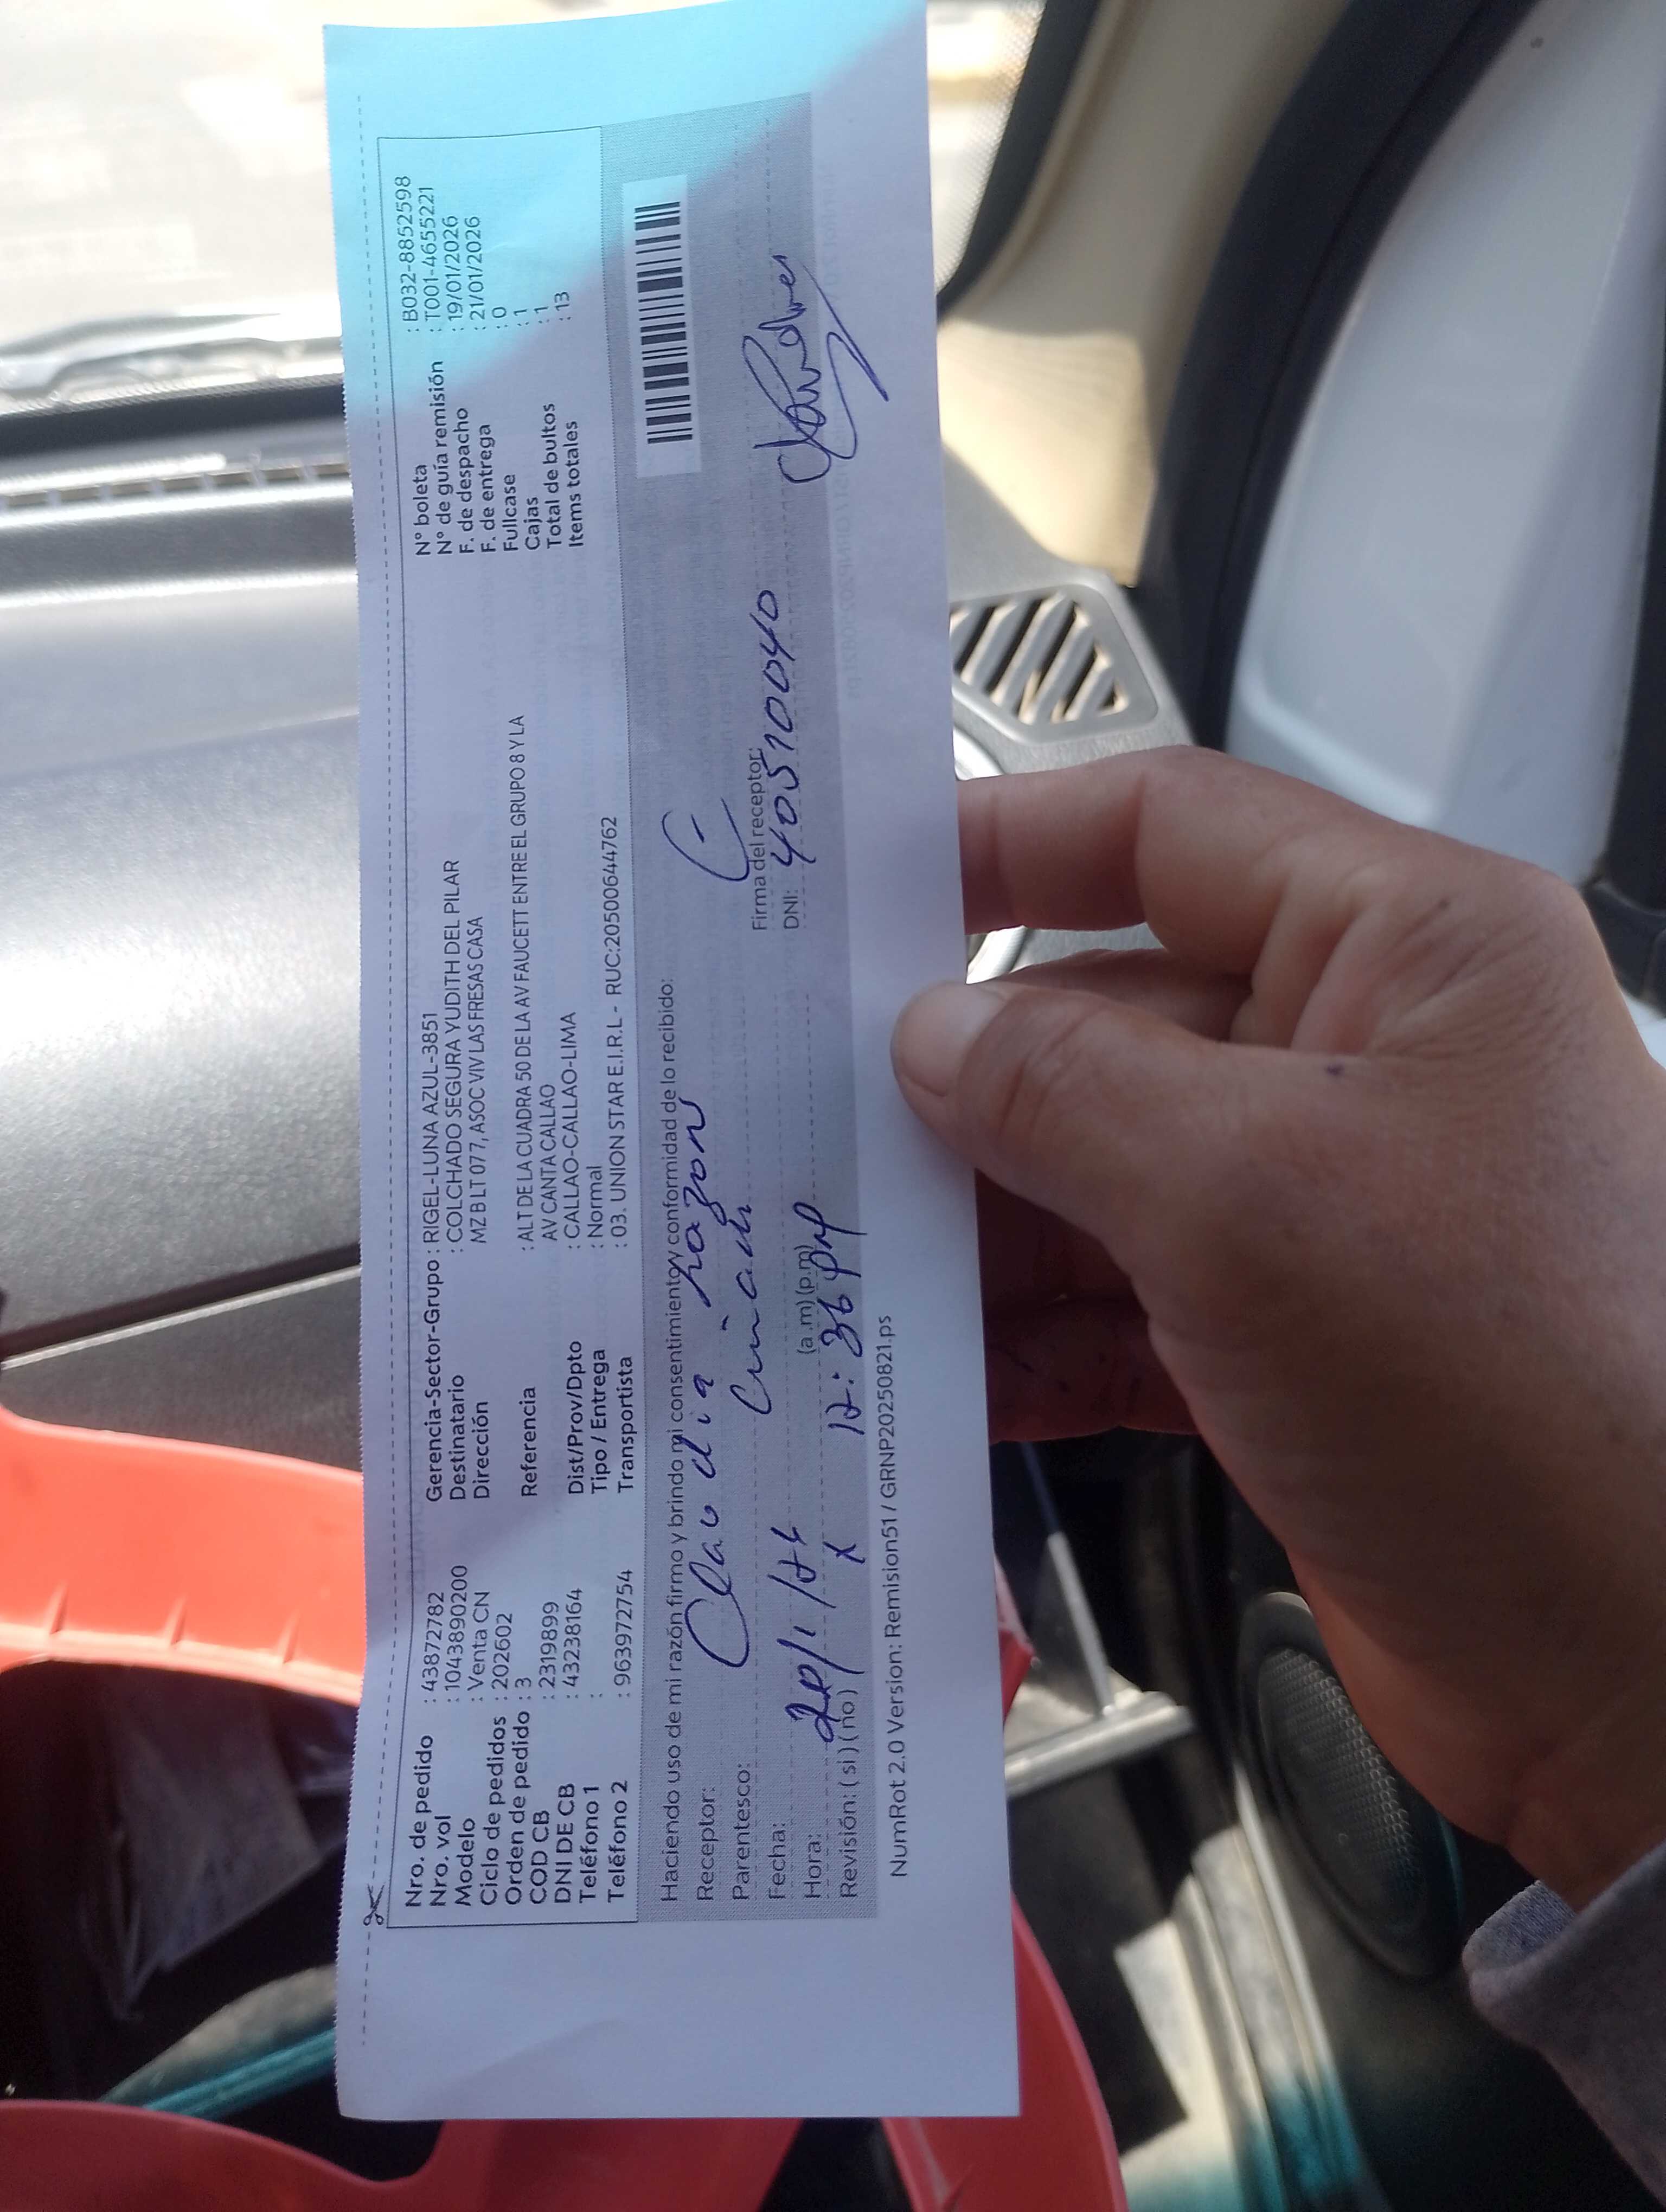 Nro. de pedido : 43872782
Nro. vol : 1043890200
Modelo : Venta CN
Ciclo de pedidos : 202602
Orden de pedido : 3
COD CB : 2319899
DNI DE CB : 43238164
Teléfono 1 :
Teléfono 2 : 963972754
Gerencia-Sector-Grupo : RIGEL-LUNA AZUL-3851
Destinatario : COLCHADO SEGURA YUDITH DEL PILAR
Dirección MZ B LT 077, ASOC VIV LAS FRESAS CASA
Referencia : ALT DE LA CUADRA 50 DE LA AV FAUCETT ENTRE EL GRUPO 8 Y LA
AV CANTA CALLAO
Dist/Prov/Dpto : CALLAO-CALLAO-LIMA
Tipo / Entrega : Normal
Transportista : 03. UNION STAR E.I.R.L - RUC:20500644762
N° boleta : B032-8852598
N° de guía remisión : T001-4655221
F. de despacho : 19/01/2026
F. de entrega : 21/01/2026
Fullcase : 0
Cajas : 1
Total de bultos : 1
Items totales : 13
Haciendo uso de mi razón firmo y brindo mi consentimiento y conformidad de lo recibido:
Receptor: Claudia
Parentesco:
Fecha:
Hora: (a.m) (p.m)
Revisión: ( si ) ( no ) x 12:36 pm
Firma del receptor:
DNI: 40510040
NumRot 2.0 Version: Remision51 / GRNP20250821.ps